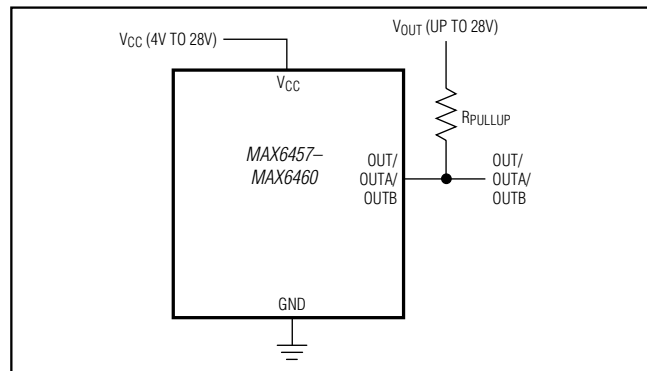 VCC (4V TO 28V)
VOUT (UP TO 28V)
VCC
RPULLUP
MAX6457–
MAX6460
OUT/
OUTA/
OUTB
OUT/
OUTA/
OUTB
GND